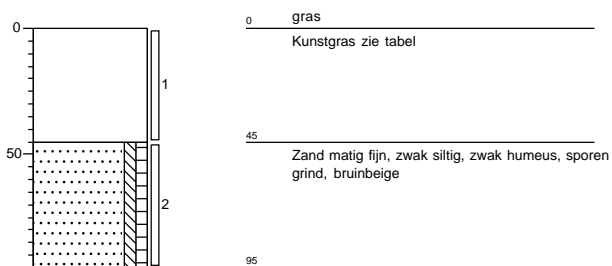 0
0 gras
Kunstgras zie tabel
1
45
50
Zand matig fijn, zwak siltig, zwak humeus, sporen
grind, bruinbeige
2
95